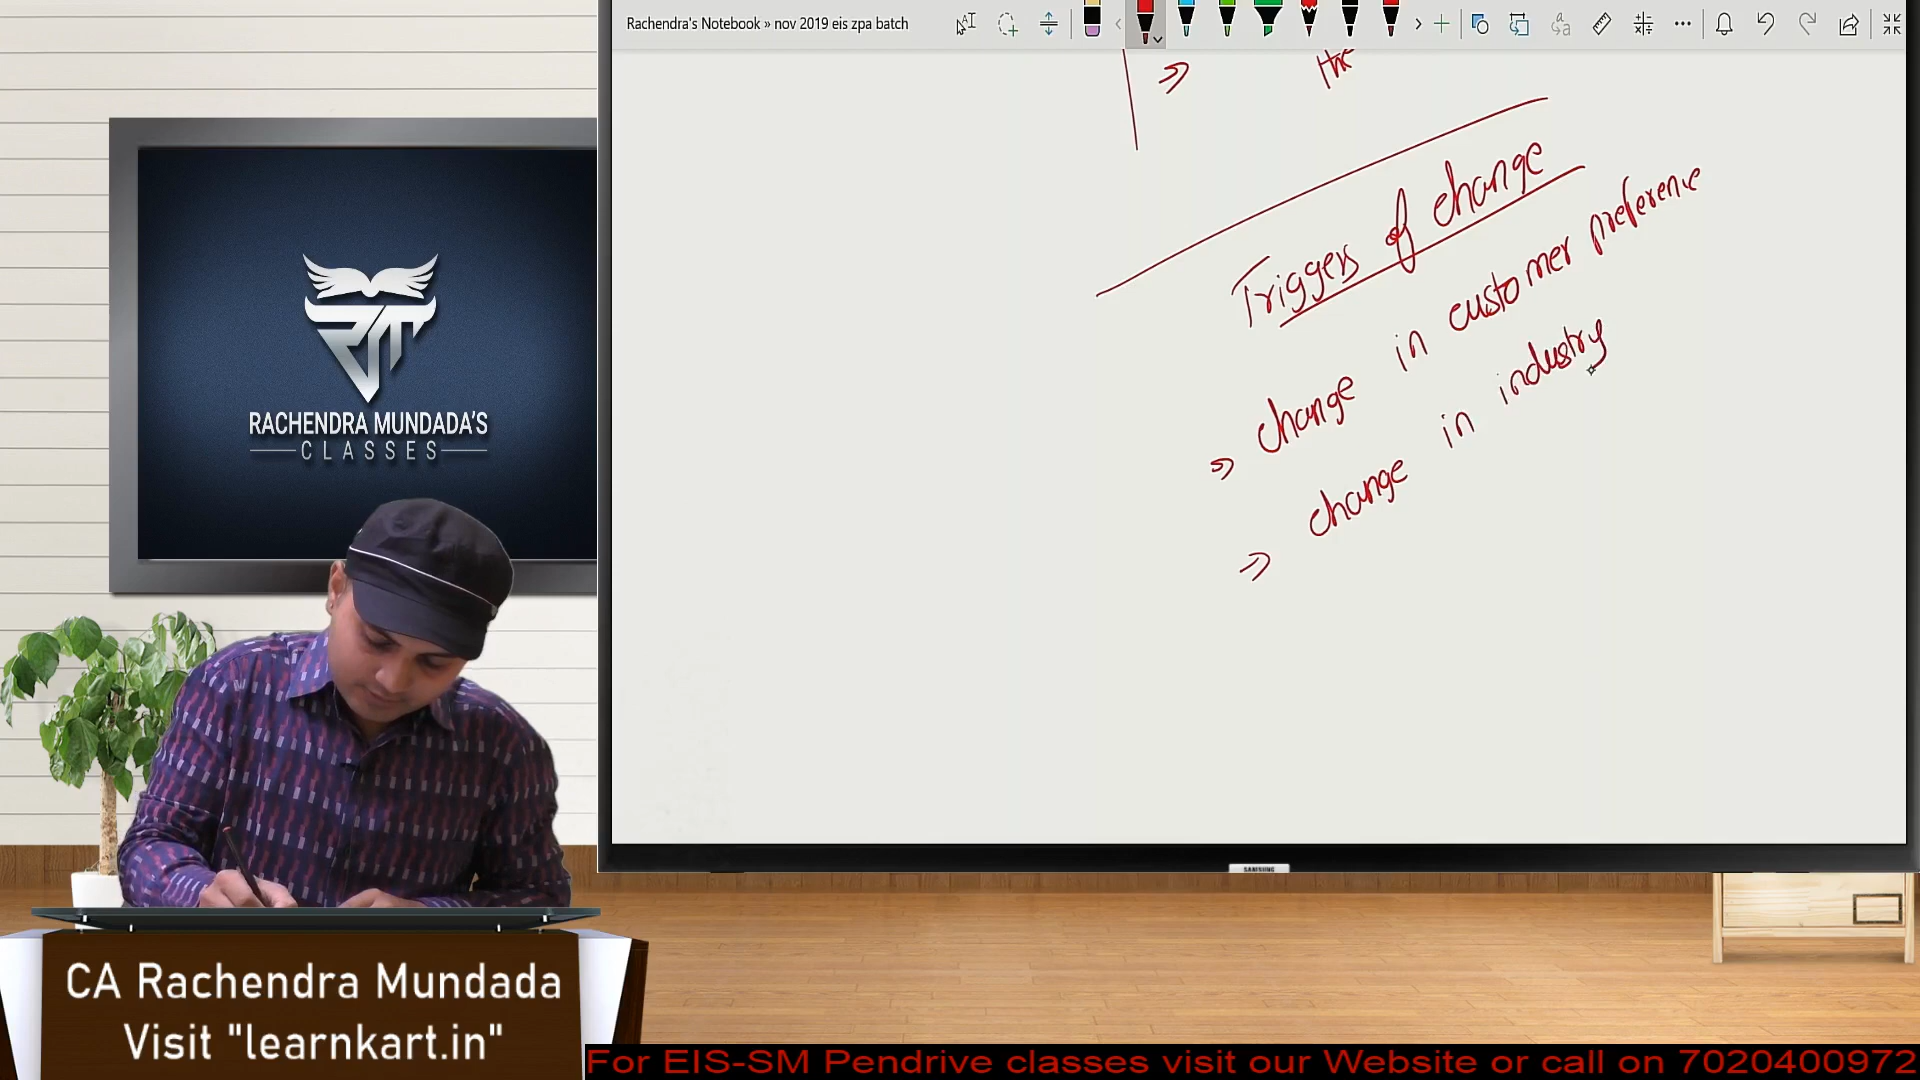 Rachendra's Notebook » nov 2019 eis zpa batch
the
Triggers of change
⇒ change in customer preference
⇒ change in industry
RACHENDRA MUNDADA'S
CLASSES
SAMSUNG
CA Rachendra Mundada
Visit "learnkart.in"
For EIS-SM Pendrive classes visit our Website or call on 7020400972